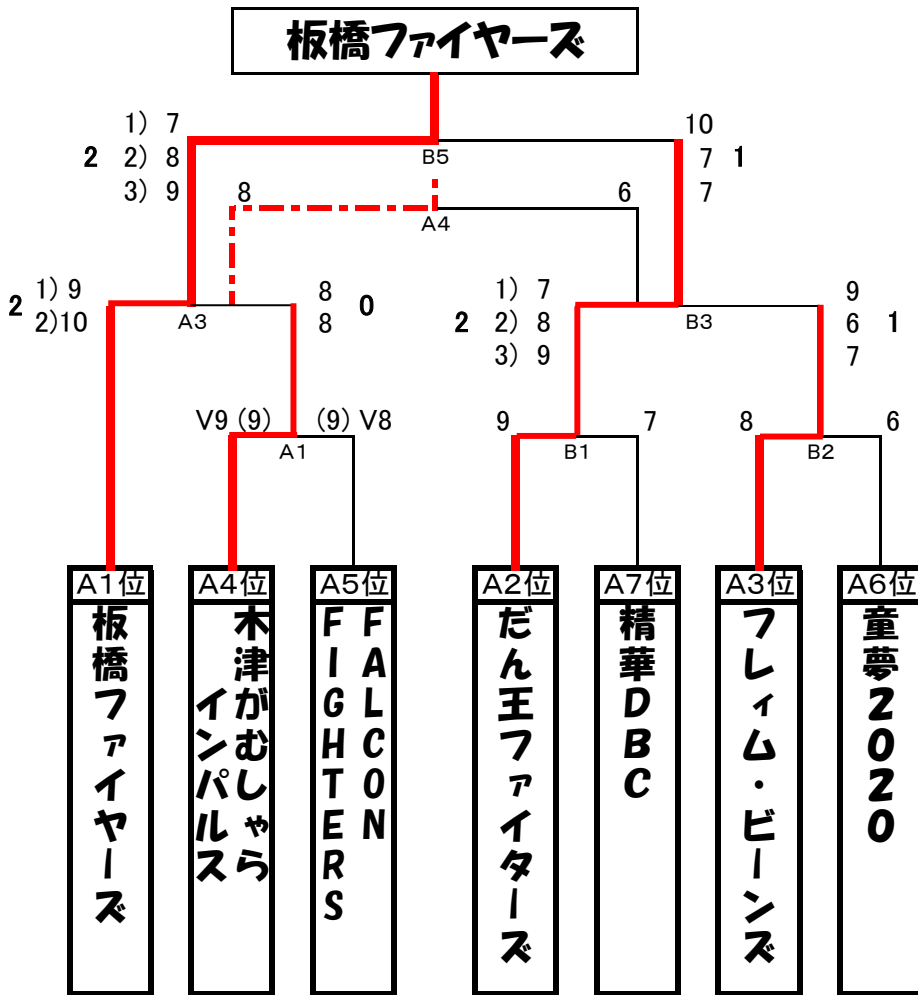 板橋ファイヤーズ
1) 7
2 2) 8
3) 9
10
7 1
7
B5
8
6
A4
2 1) 9
2)10
8
8 0
A3
1) 7
2 2) 8
3) 9
9
6 1
7
B3
V9 (9)
(9) V8
A1
9
7
B1
8
6
B2
A1位
板橋ファイヤーズ
A4位
木津がむしゃら
インパルス
A5位
FALCON
FIGHTERS
A2位
だん王ファイターズ
A7位
精華DBC
A3位
フレィム・ビーンズ
A6位
童夢2020